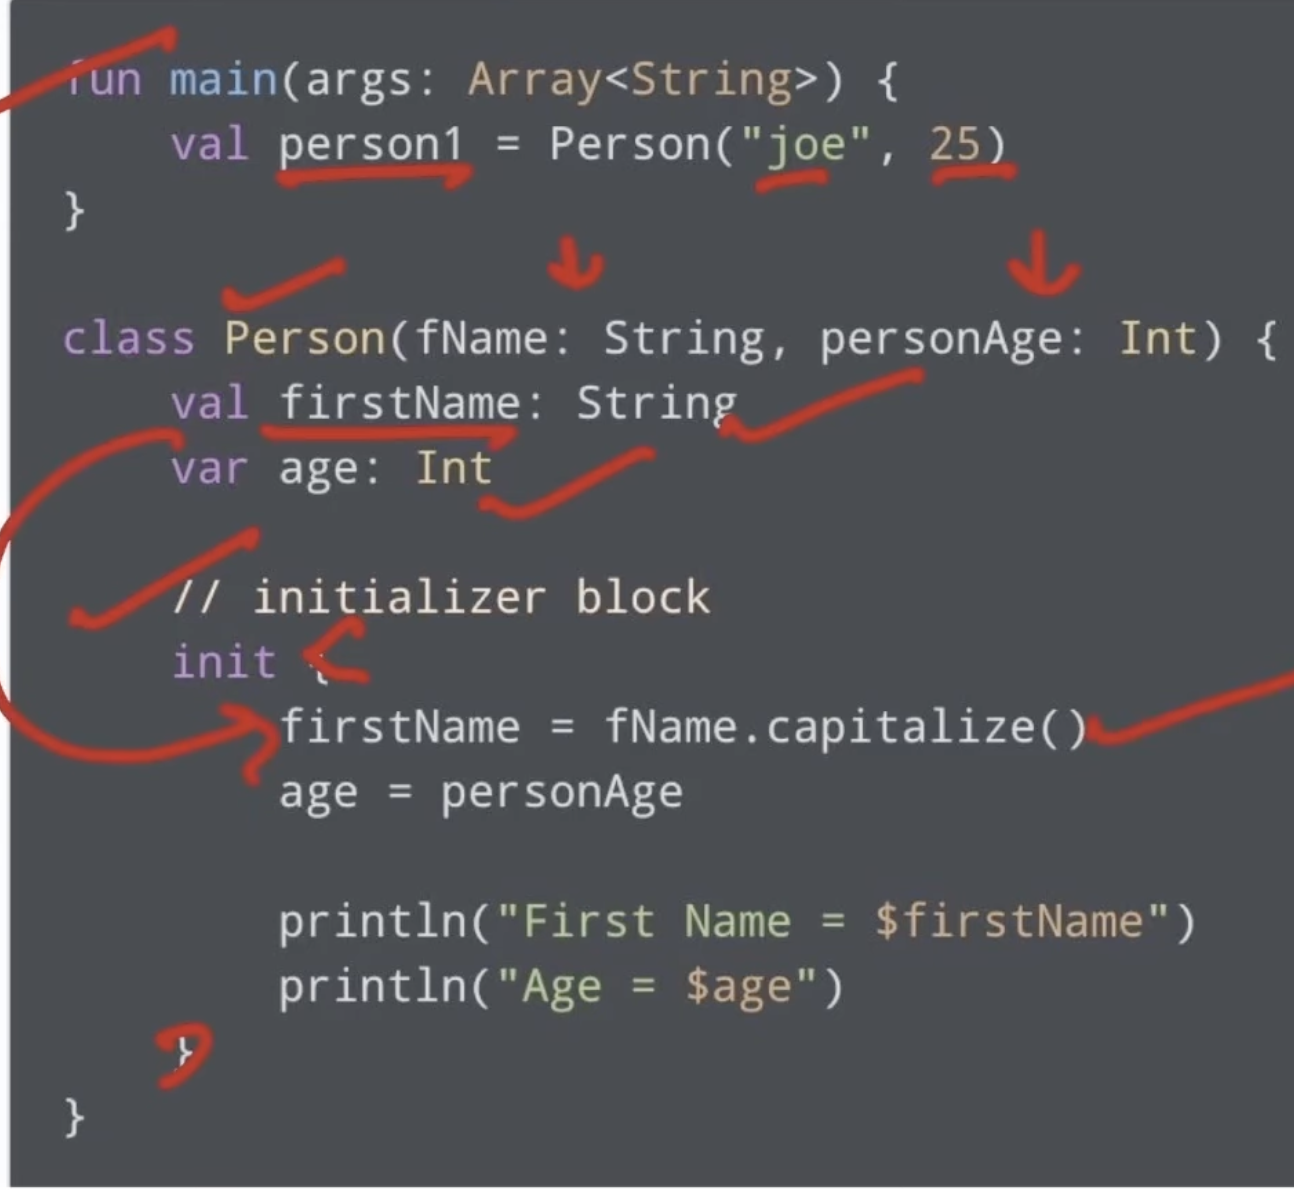 fun main(args: Array<String>) {
    val person1 = Person("joe", 25)
}
class Person(fName: String, personAge: Int) {
    val firstName: String
    var age: Int
    // initializer block
    init {
        firstName = fName.capitalize()
        age = personAge
        println("First Name = $firstName")
        println("Age = $age")
    }
}